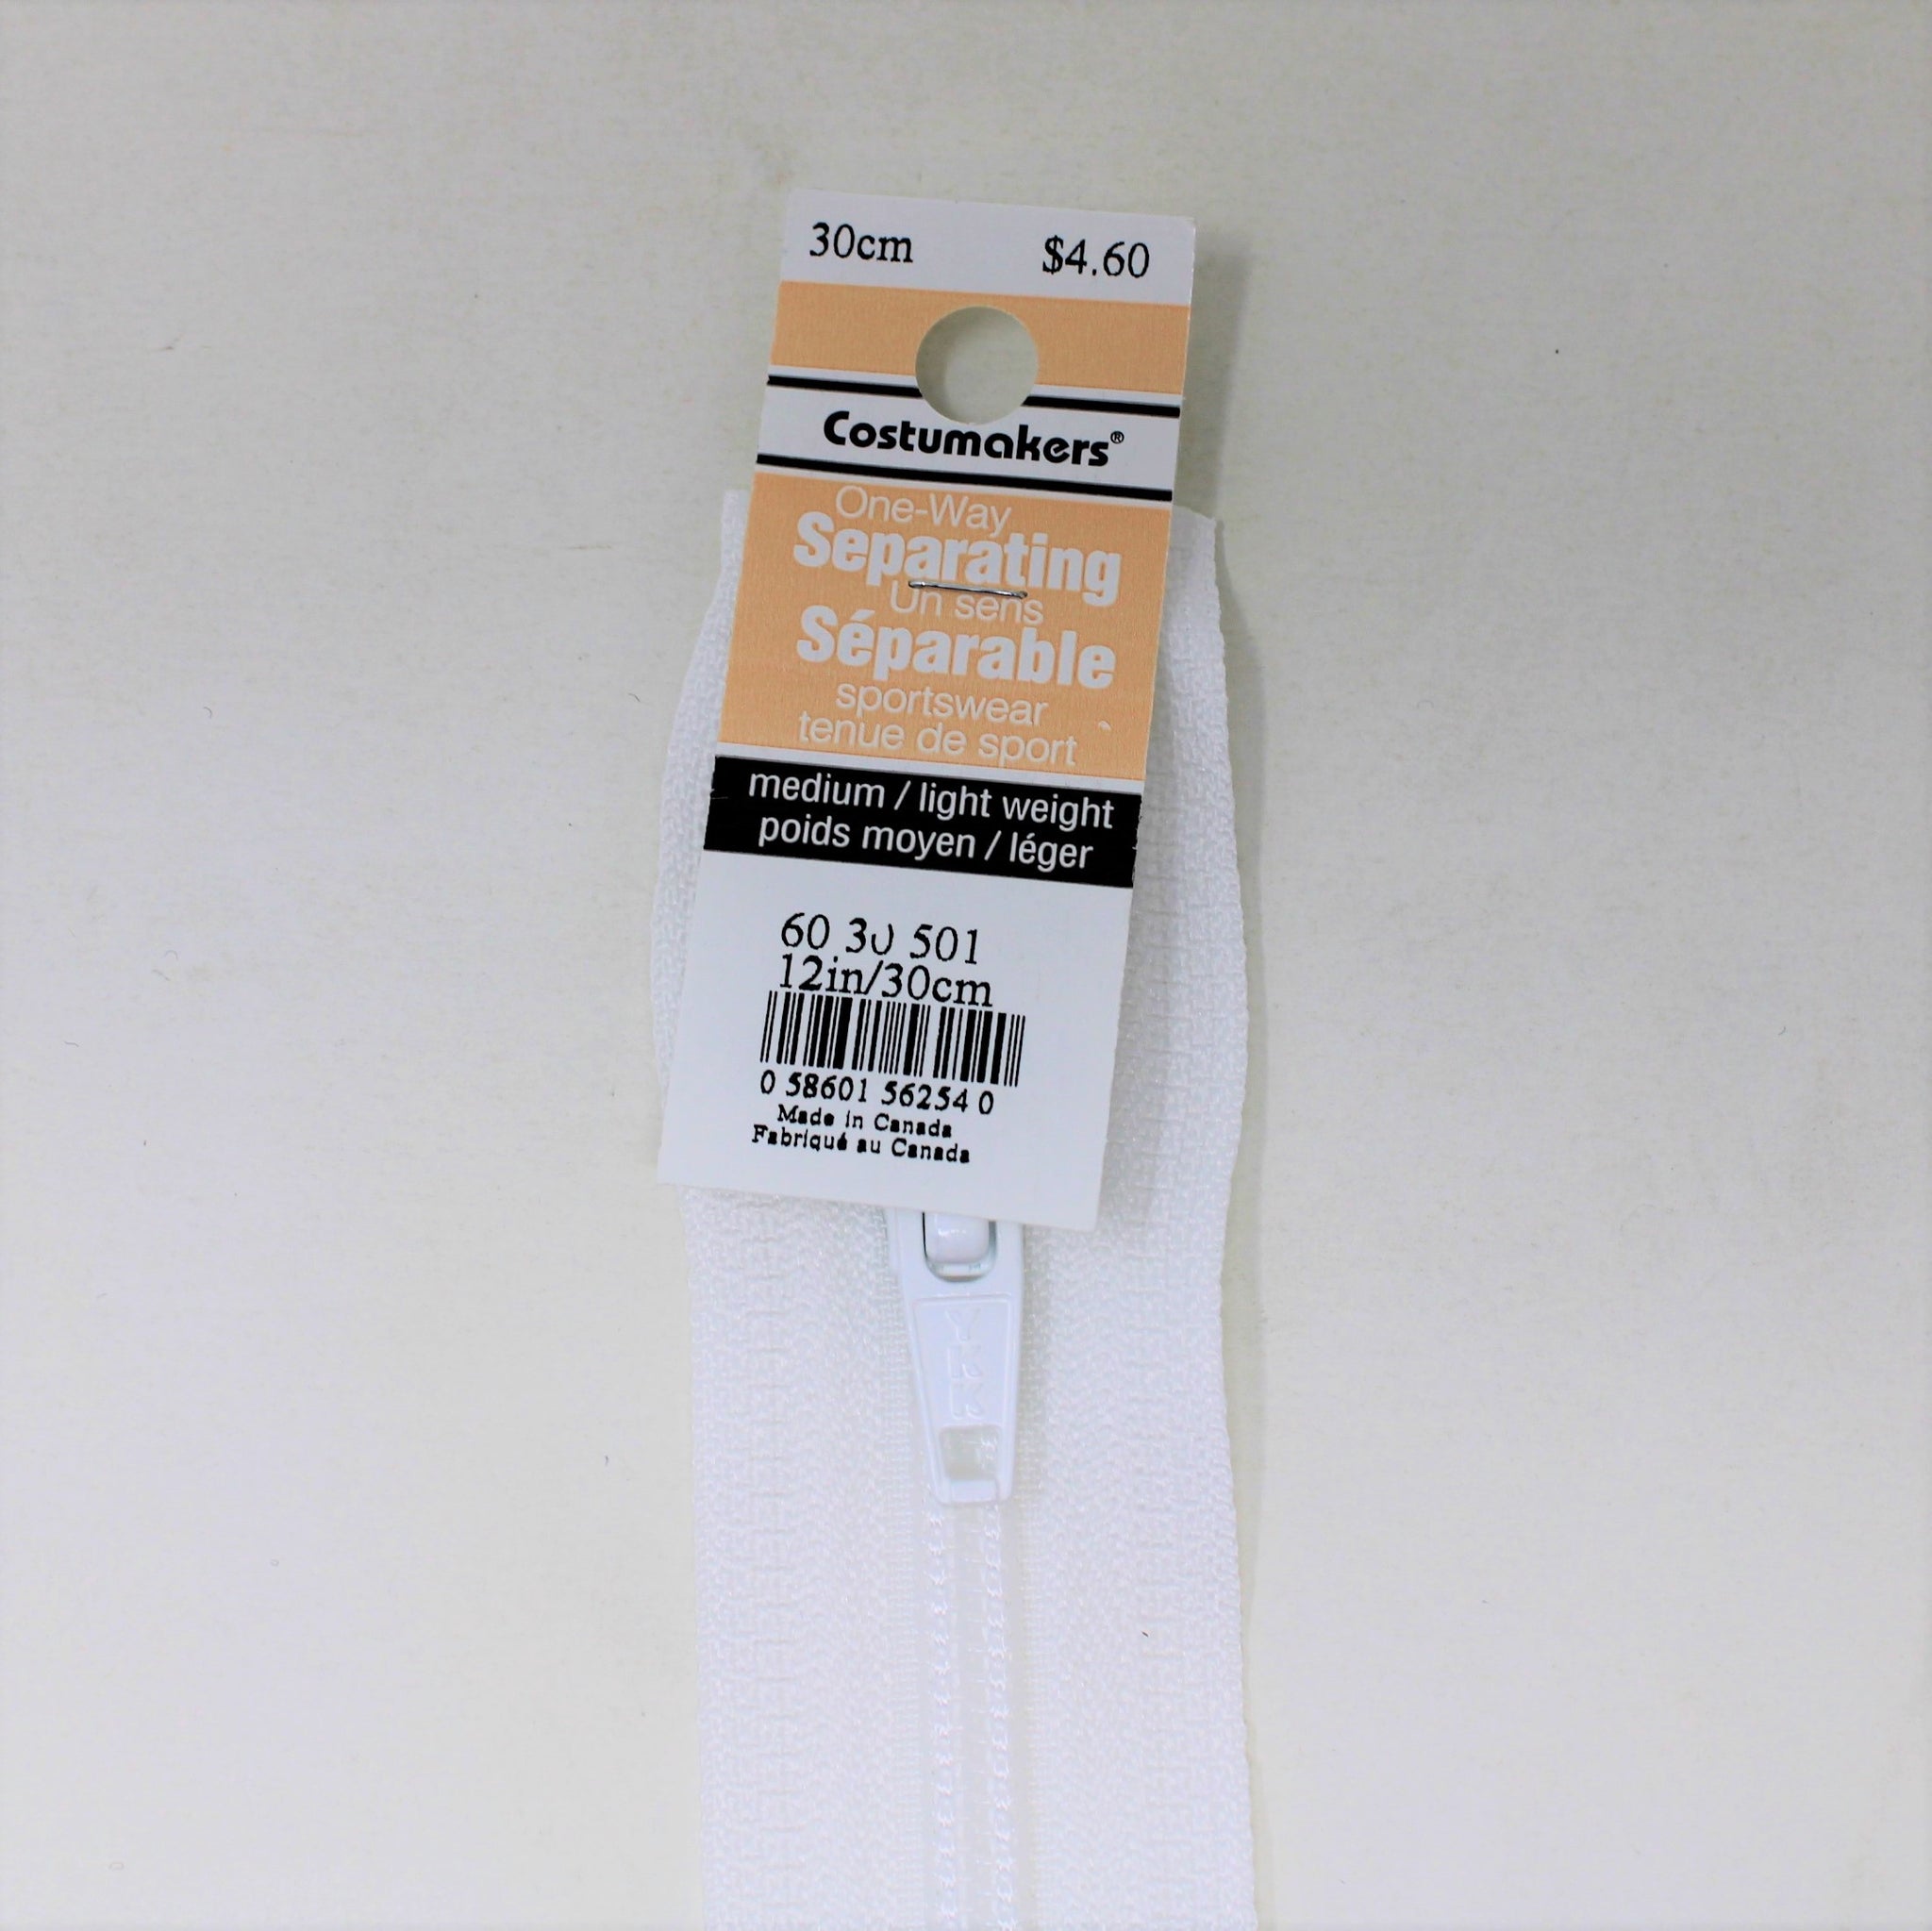 30cm $4.60
Costumakers®
One-Way
Separating
Un sens
Séparable
sportswear
tenue de sport
medium / light weight
poids moyen / léger
60 30 501
12in/30cm
0 58601 56254 0
Made in Canada
Fabriqué au Canada
YKK